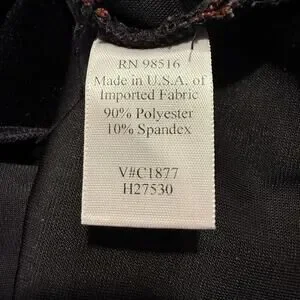 RN 98516
Made in U.S.A. of
Imported Fabric
90% Polyester
10% Spandex
V#C1877
H27530